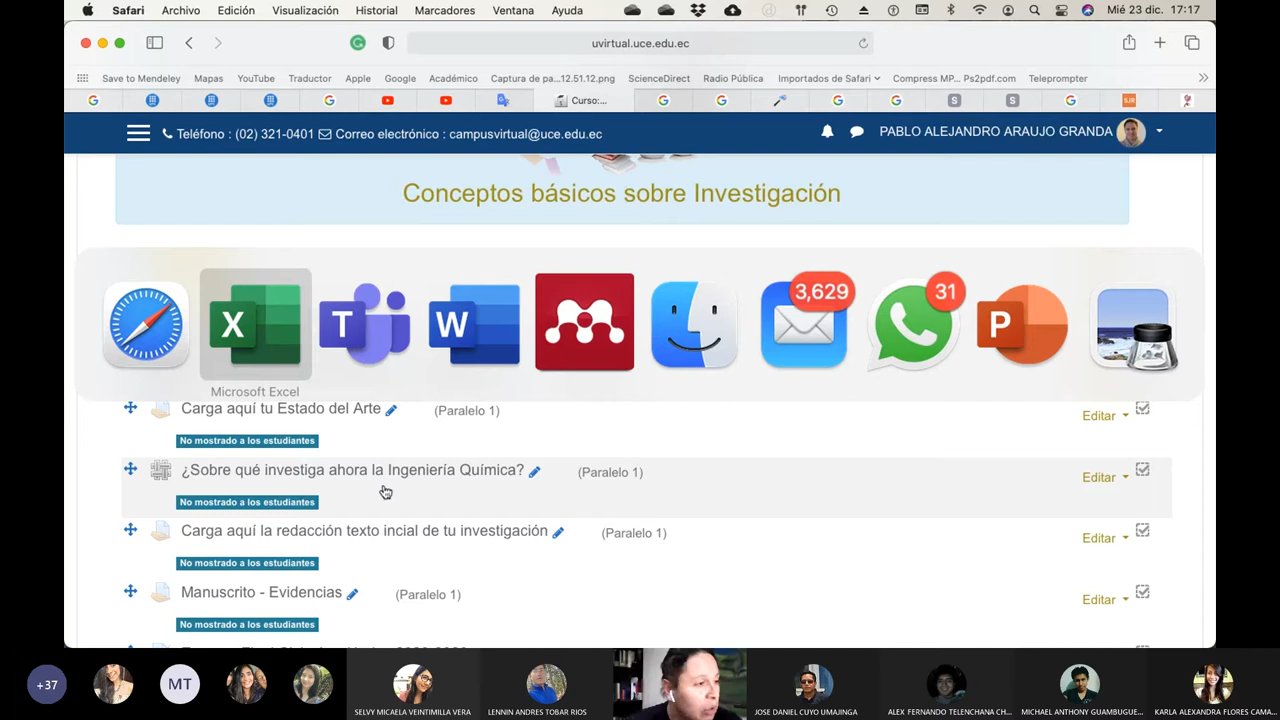 Safari Archivo Edición Visualización Historial Marcadores Ventana Ayuda Mié 23 dic. 17:17
uvirtual.uce.edu.ec
Save to Mendeley Mapas YouTube Traductor Apple Google Académico Captura de pa...12.51.12.png ScienceDirect Radio Pública Importados de Safari Compress MP... Ps2pdf.com Teleprompter
Curso:...
Teléfono : (02) 321-0401 Correo electrónico : campusvirtual@uce.edu.ec PABLO ALEJANDRO ARAUJO GRANDA
Conceptos básicos sobre Investigación
3,629 31
X T W P
Microsoft Excel
Carga aquí tu Estado del Arte (Paralelo 1) Editar
No mostrado a los estudiantes
¿Sobre qué investiga ahora la Ingeniería Química? (Paralelo 1) Editar
No mostrado a los estudiantes
Carga aquí la redacción texto incial de tu investigación (Paralelo 1) Editar
No mostrado a los estudiantes
Manuscrito - Evidencias (Paralelo 1) Editar
No mostrado a los estudiantes
+37 MT
SELVY MICAELA VEINTIMILLA VERA LENNIN ANDRES TOBAR RIOS JOSE DANIEL CUYO UMAJINGA ALEX FERNANDO TELENCHANA CH... MICHAEL ANTHONY GUAMBUGUE... KARLA ALEXANDRA FLORES CAMA...